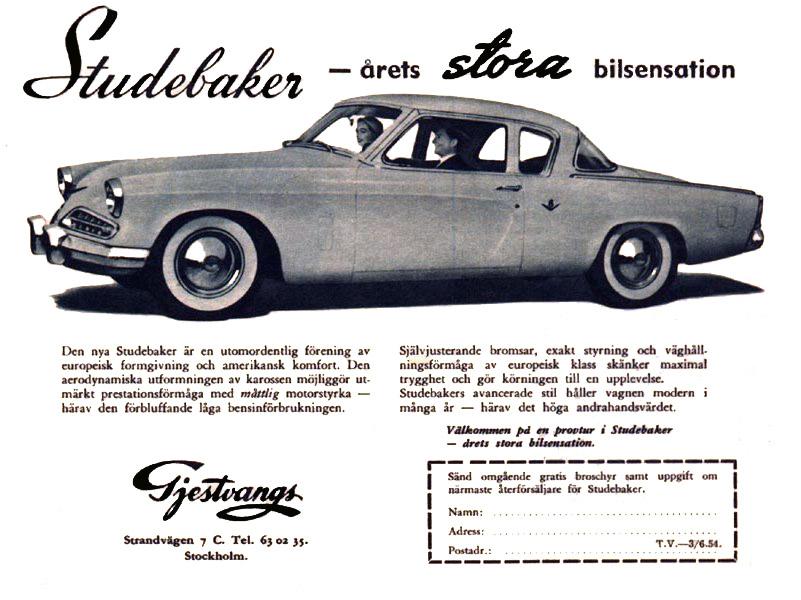 Studebaker – årets stora bilsensation
Den nya Studebaker är en utomordentlig förening av
europeisk formgivning och amerikansk komfort. Den
aerodynamiska utformningen av karossen möjliggör ut-
märkt prestationsförmåga med måttlig motorstyrka —
härav den förbluffande låga bensinförbrukningen.
Självjusterande bromsar, exakt styrning och väghåll-
ningsförmåga av europeisk klass skänker maximal
trygghet och gör körningen till en upplevelse.
Studebakers avancerade stil håller vagnen modern i
många år — härav det höga andrahandsvärdet.
Välkommen på en provtur i Studebaker
— årets stora bilsensation.
Gjestvangs
Strandvägen 7 C. Tel. 63 02 35.
Stockholm.
Sänd omgående gratis broschyr samt uppgift om
närmaste återförsäljare för Studebaker.
Namn:
Adress:
Postadr.:
T.V.—3/6.54.